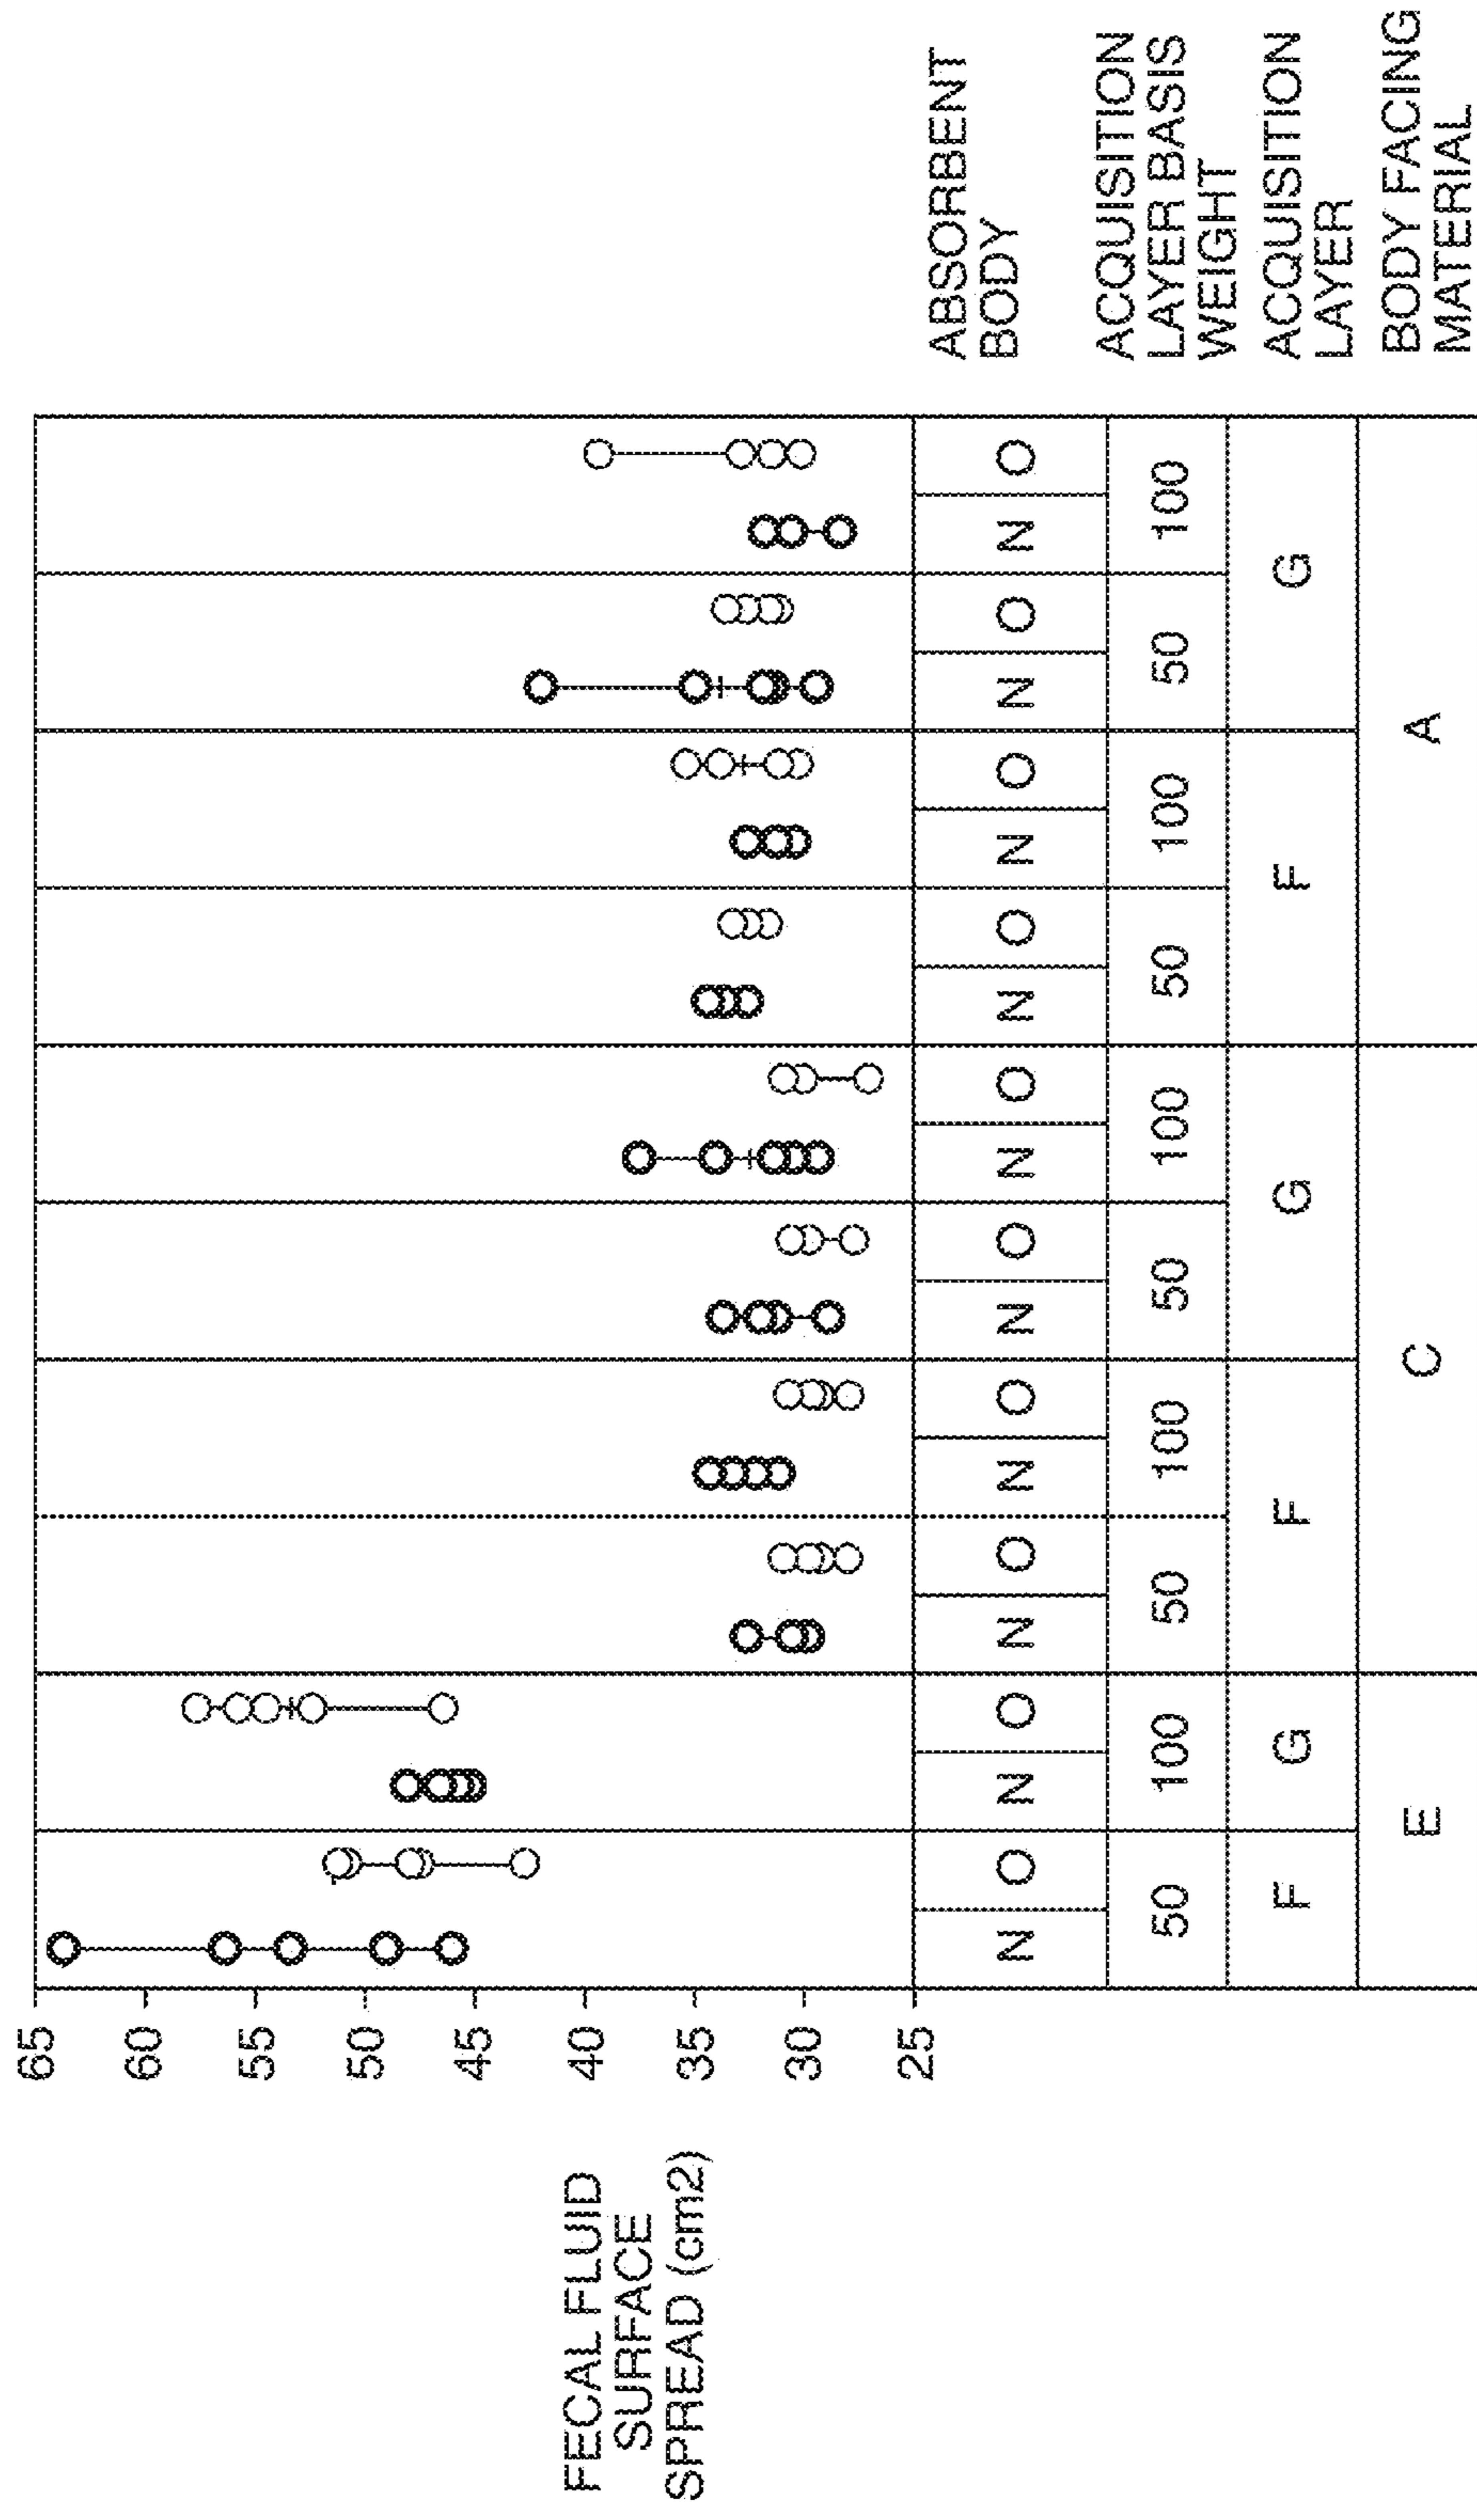 FECAL FLUID
SURFACE
SPREAD (cm2)
65
60
55
50
45
40
35
30
25
N O N O N O N O N O N O N O N O N O N O
ABSORBENT
BODY
50 100 50 100 50 100 50 100 50 100
ACQUISITION
LAYER BASIS
WEIGHT
F G F G F G
ACQUISITION
LAYER
E C A
BODY FACING
MATERIAL